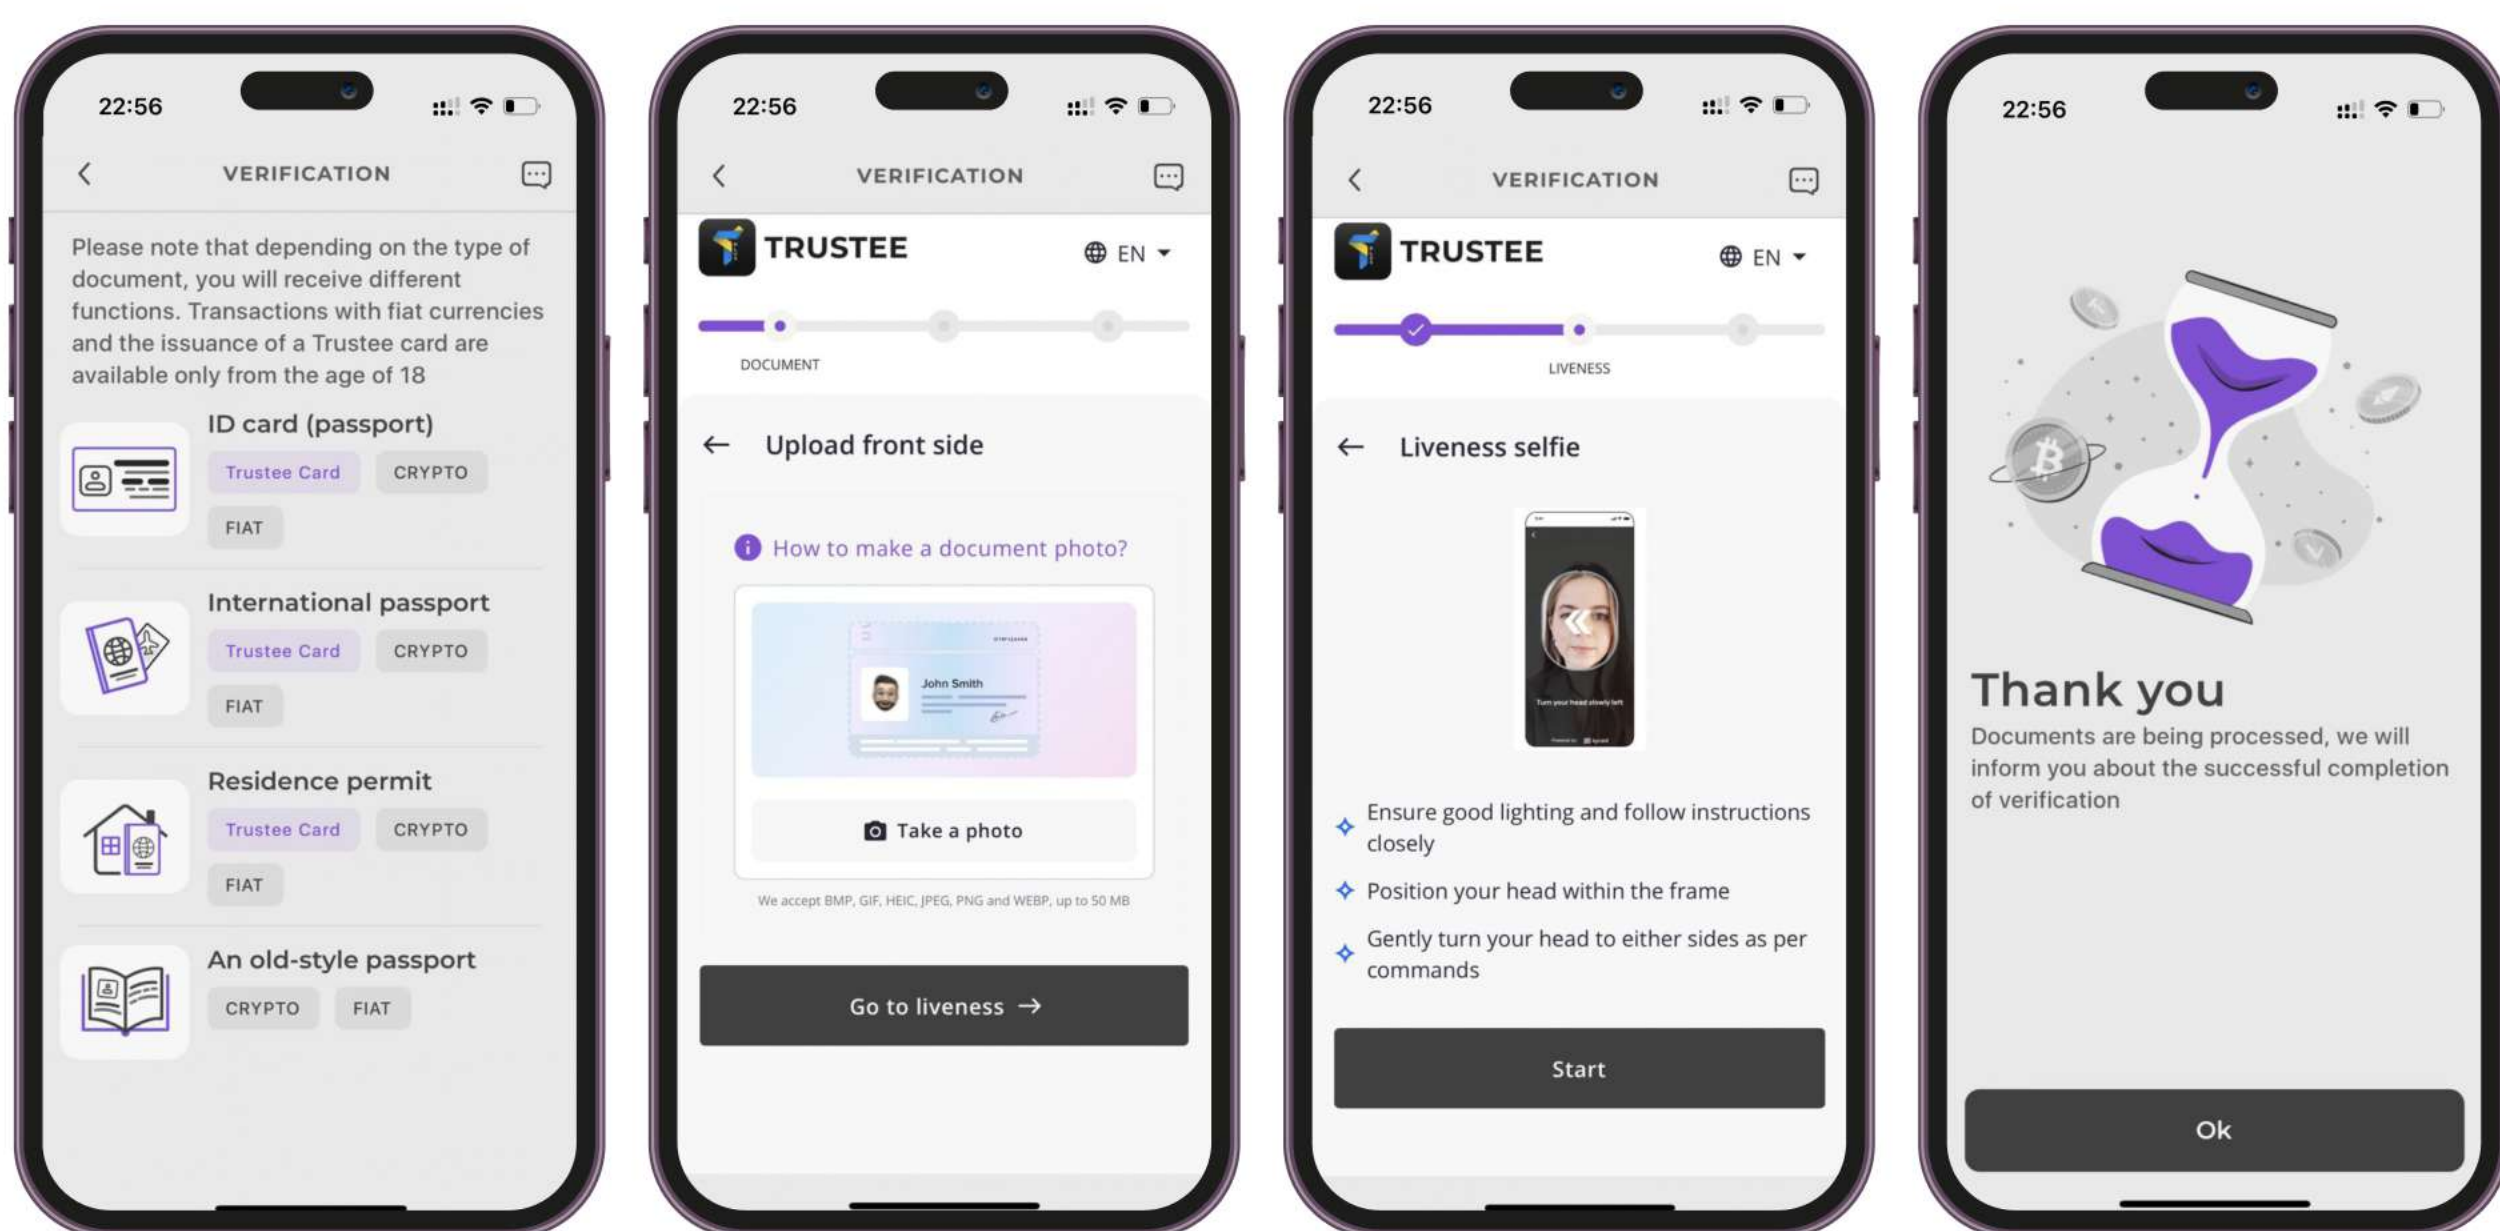 22:56
VERIFICATION
Please note that depending on the type of
document, you will receive different
functions. Transactions with fiat currencies
and the issuance of a Trustee card are
available only from the age of 18
ID card (passport)
Trustee Card CRYPTO
FIAT
International passport
Trustee Card CRYPTO
FIAT
Residence permit
Trustee Card CRYPTO
FIAT
An old-style passport
CRYPTO FIAT
22:56
VERIFICATION
TRUSTEE EN
DOCUMENT
Upload front side
How to make a document photo?
John Smith
Take a photo
We accept BMP, GIF, HEIC, JPEG, PNG and WEBP, up to 50 MB
Go to liveness
22:56
VERIFICATION
TRUSTEE EN
LIVENESS
Liveness selfie
Turn your head slowly left
Ensure good lighting and follow instructions
closely
Position your head within the frame
Gently turn your head to either sides as per
commands
Start
22:56
Thank you
Documents are being processed, we will
inform you about the successful completion
of verification
Ok